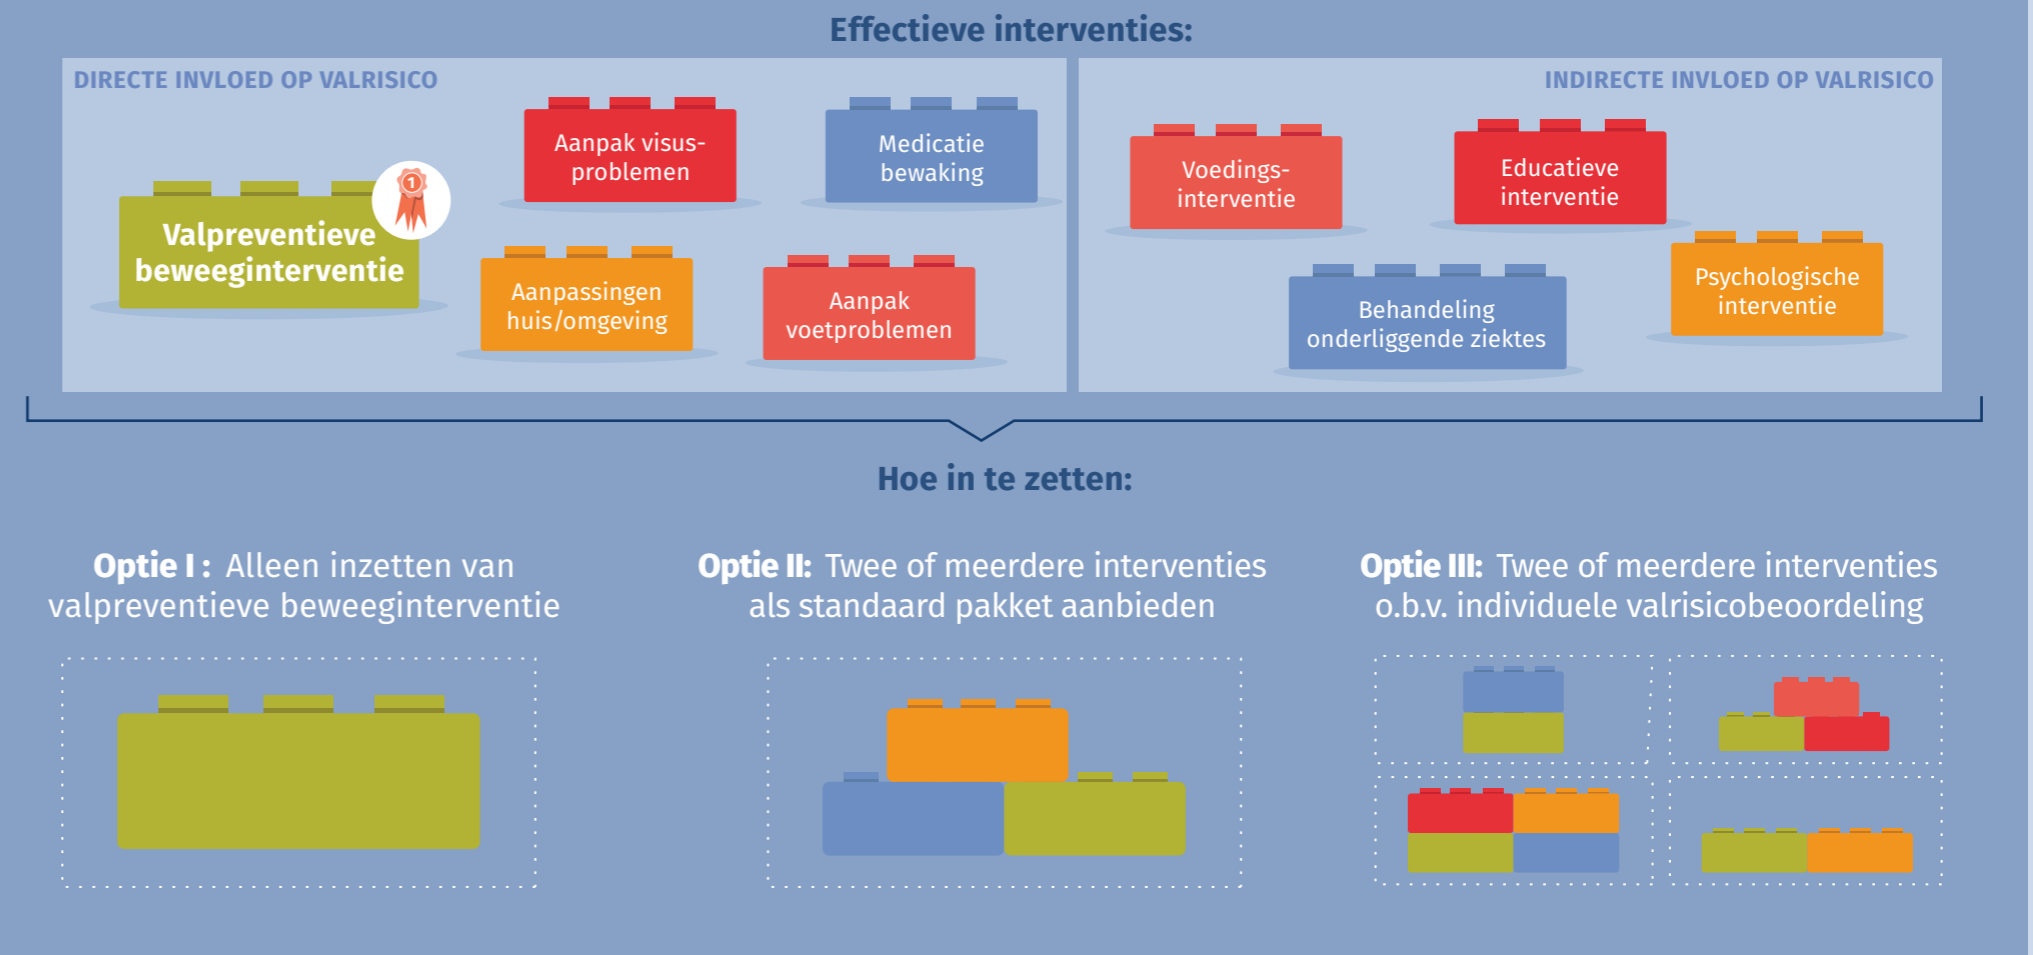 Effectieve interventies:
DIRECTE INVLOED OP VALRISICO
Valpreventieve
beweeginterventie
1
Aanpak visus-
problemen
Medicatie
bewaking
Aanpassingen
huis/omgeving
Aanpak
voetproblemen
INDIRECTE INVLOED OP VALRISICO
Voedings-
interventie
Educatieve
interventie
Behandeling
onderliggende ziektes
Psychologische
interventie
Hoe in te zetten:
Optie I : Alleen inzetten van
valpreventieve beweeginterventie
Optie II: Twee of meerdere interventies
als standaard pakket aanbieden
Optie III: Twee of meerdere interventies
o.b.v. individuele valrisicobeoordeling